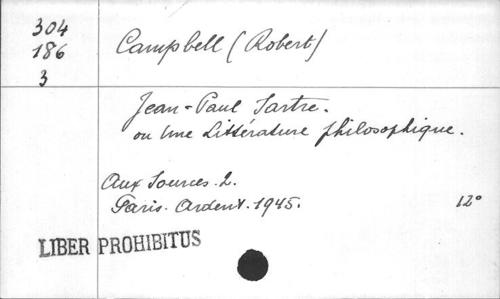 304
186
3
Campbell (Robert)
Jean-Paul Sartre.
ou Une Littérature philosophique.
Aux Sources. 2.
Paris. Ardent. 1945.
12°
LIBER PROHIBITUS